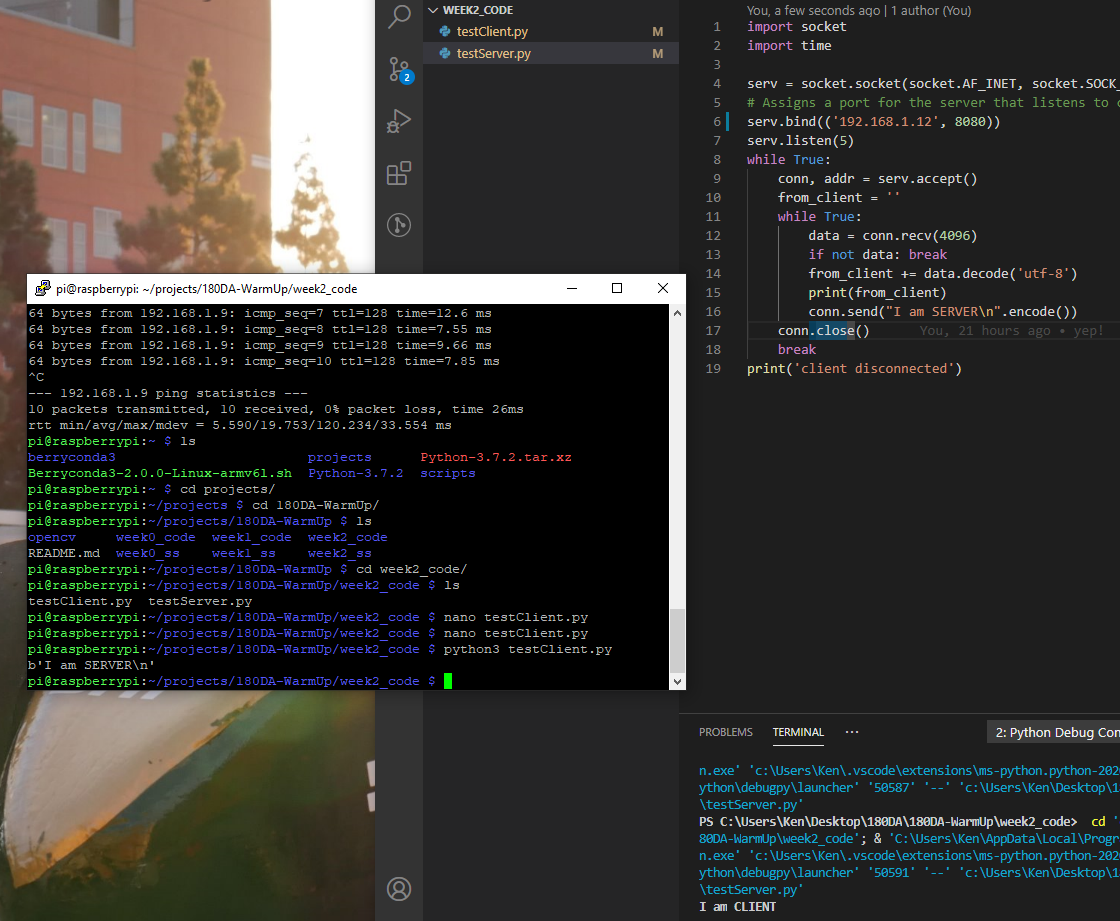 WEEK2_CODE
testClient.py M
testServer.py M
2
You, a few seconds ago | 1 author (You)
1 import socket
2 import time
3
4 serv = socket.socket(socket.AF_INET, socket.SOCK_
5 # Assigns a port for the server that listens to
6 serv.bind(('192.168.1.12', 8080))
7 serv.listen(5)
8 while True:
9 conn, addr = serv.accept()
10 from_client = ''
11 while True:
12 data = conn.recv(4096)
13 if not data: break
14 from_client += data.decode('utf-8')
15 print(from_client)
16 conn.send("I am SERVER\n".encode())
17 conn.close() You, 21 hours ago • yep!
18 break
19 print('client disconnected')
pi@raspberrypi: ~/projects/180DA-WarmUp/week2_code
64 bytes from 192.168.1.9: icmp_seq=7 ttl=128 time=12.6 ms
64 bytes from 192.168.1.9: icmp_seq=8 ttl=128 time=7.55 ms
64 bytes from 192.168.1.9: icmp_seq=9 ttl=128 time=9.66 ms
64 bytes from 192.168.1.9: icmp_seq=10 ttl=128 time=7.85 ms
^C
--- 192.168.1.9 ping statistics ---
10 packets transmitted, 10 received, 0% packet loss, time 26ms
rtt min/avg/max/mdev = 5.590/19.753/120.234/33.554 ms
pi@raspberrypi:~ $ ls
berryconda3 projects Python-3.7.2.tar.xz
Berryconda3-2.0.0-Linux-armv6l.sh Python-3.7.2 scripts
pi@raspberrypi:~ $ cd projects/
pi@raspberrypi:~/projects $ cd 180DA-WarmUp/
pi@raspberrypi:~/projects/180DA-WarmUp $ ls
opencv week0_code week1_code week2_code
README.md week0_ss week1_ss week2_ss
pi@raspberrypi:~/projects/180DA-WarmUp $ cd week2_code/
pi@raspberrypi:~/projects/180DA-WarmUp/week2_code $ ls
testClient.py testServer.py
pi@raspberrypi:~/projects/180DA-WarmUp/week2_code $ nano testClient.py
pi@raspberrypi:~/projects/180DA-WarmUp/week2_code $ nano testClient.py
pi@raspberrypi:~/projects/180DA-WarmUp/week2_code $ python3 testClient.py
b'I am SERVER\n'
pi@raspberrypi:~/projects/180DA-WarmUp/week2_code $
PROBLEMS TERMINAL ··· 2: Python Debug Con
n.exe' 'c:\Users\Ken\.vscode\extensions\ms-python.python-202
ython\debugpy\launcher' '50587' '--' 'c:\Users\Ken\Desktop\1
\testServer.py'
PS C:\Users\Ken\Desktop\180DA\180DA-WarmUp\week2_code> cd '
80DA-WarmUp\week2_code'; & 'C:\Users\Ken\AppData\Local\Progr
n.exe' 'c:\Users\Ken\.vscode\extensions\ms-python.python-202
ython\debugpy\launcher' '50591' '--' 'c:\Users\Ken\Desktop\1
\testServer.py'
I am CLIENT